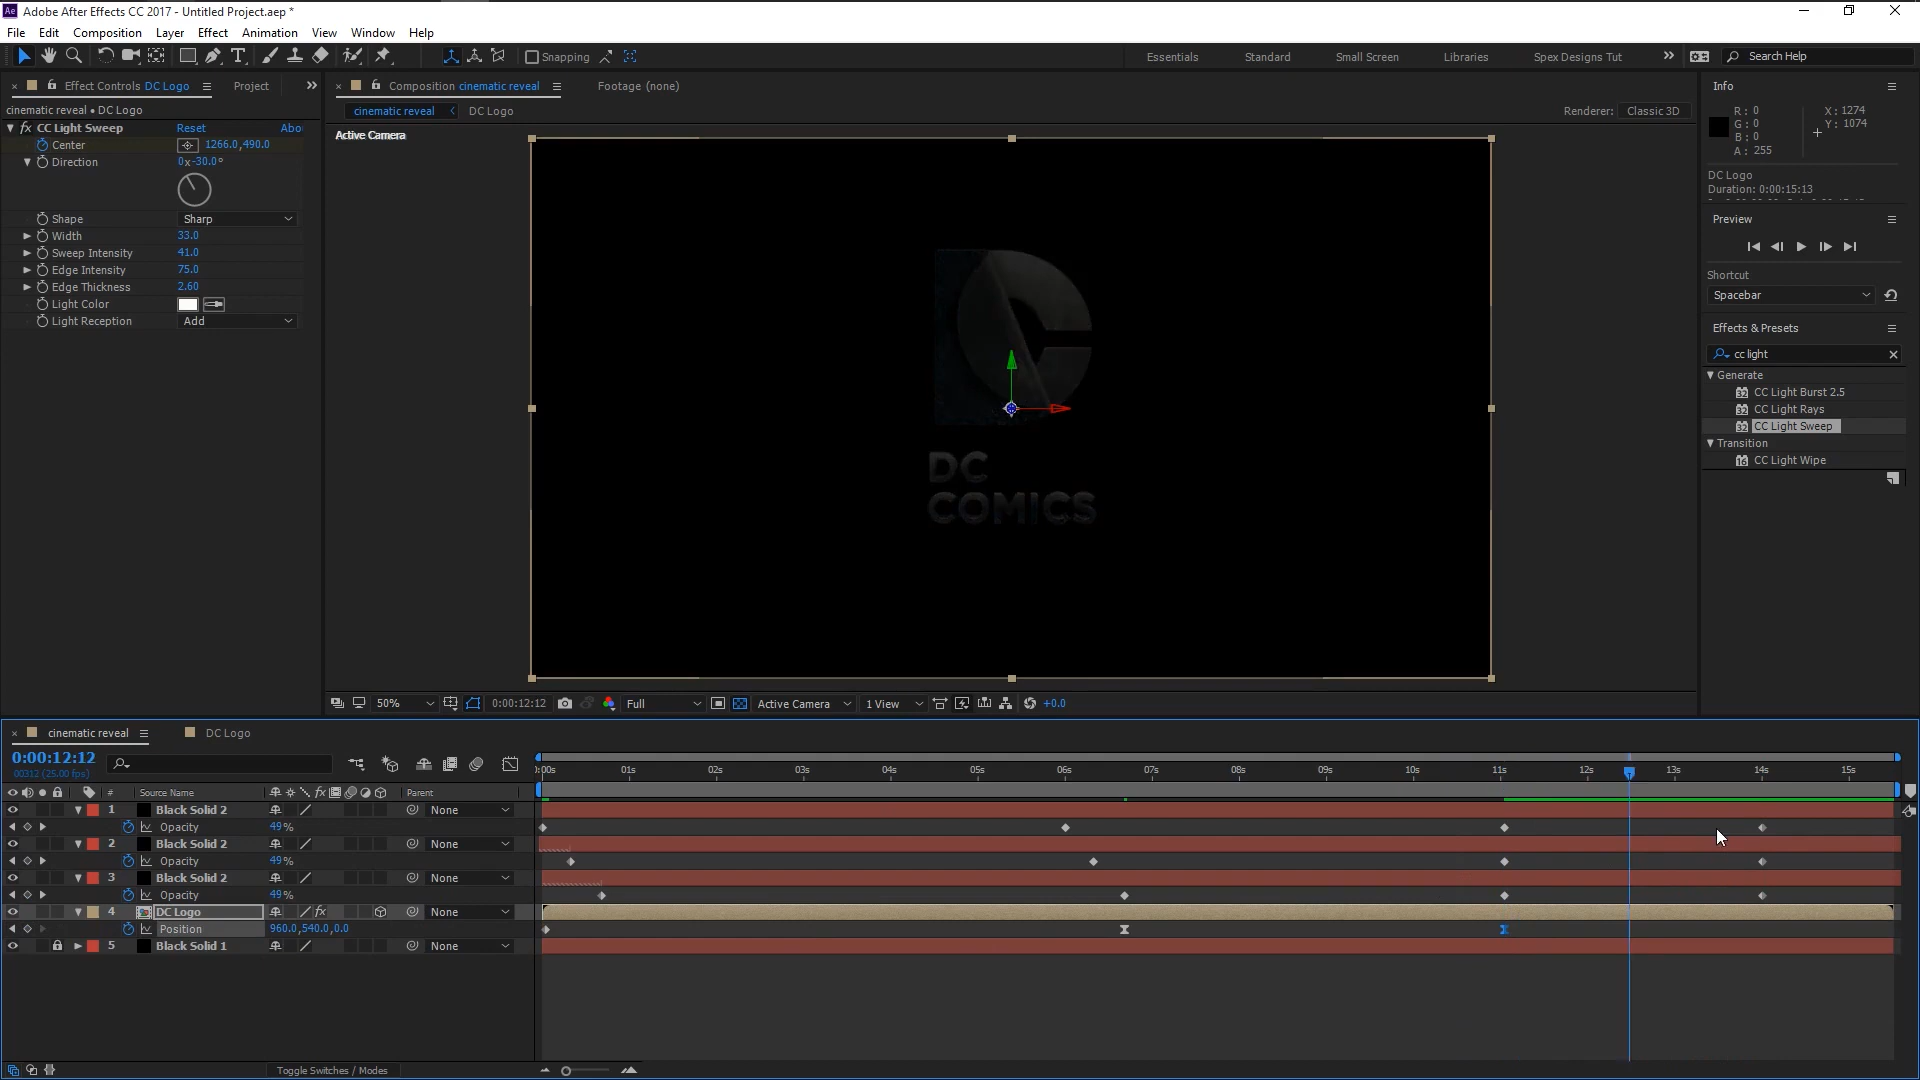 Ae Adobe After Effects CC 2017 - Untitled Project.aep *
File Edit Composition Layer Effect Animation View Window Help
Snapping Essentials Standard Small Screen Libraries Spex Designs Tut Search Help
Effect Controls DC Logo Project
cinematic reveal • DC Logo
fx CC Light Sweep Reset Abou
Center 1266.0,490.0
Direction 0x-30.0°
Shape Sharp
Width 33.0
Sweep Intensity 41.0
Edge Intensity 75.0
Edge Thickness 2.60
Light Color
Light Reception Add
Composition cinematic reveal Footage (none)
cinematic reveal DC Logo Renderer: Classic 3D
Active Camera
DC
COMICS
50% 0:00:12:12 Full Active Camera 1 View +0.0
Info
R: 0 X: 1274
G: 0 Y: 1074
B: 0
A: 255
DC Logo
Duration: 0:00:15:13
Preview
Shortcut
Spacebar
Effects & Presets
cc light
Generate
CC Light Burst 2.5
CC Light Rays
CC Light Sweep
Transition
CC Light Wipe
cinematic reveal DC Logo
0:00:12:12
00312 (25.00 fps)
# Source Name fx Parent
:00s 01s 02s 03s 04s 05s 06s 07s 08s 09s 10s 11s 12s 13s 14s 15s
1 Black Solid 2 None
Opacity 49%
2 Black Solid 2 None
Opacity 49%
3 Black Solid 2 None
Opacity 49%
4 DC Logo fx None
Position 960.0,540.0,0.0
5 Black Solid 1 None
Toggle Switches / Modes